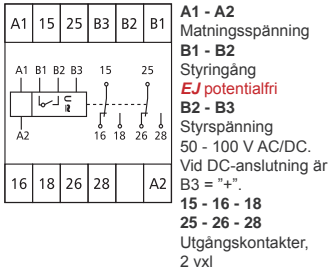 A1 15 25 B3 B2 B1
A1 B1 B2 B3 15 25
A2 16 18 26 28
16 18 26 28 A2
A1 - A2
Matningsspänning
B1 - B2
Styringång
EJ potentialfri
B2 - B3
Styrspänning
50 - 100 V AC/DC.
Vid DC-anslutning är
B3 = "+".
15 - 16 - 18
25 - 26 - 28
Utgångskontakter,
2 vxl